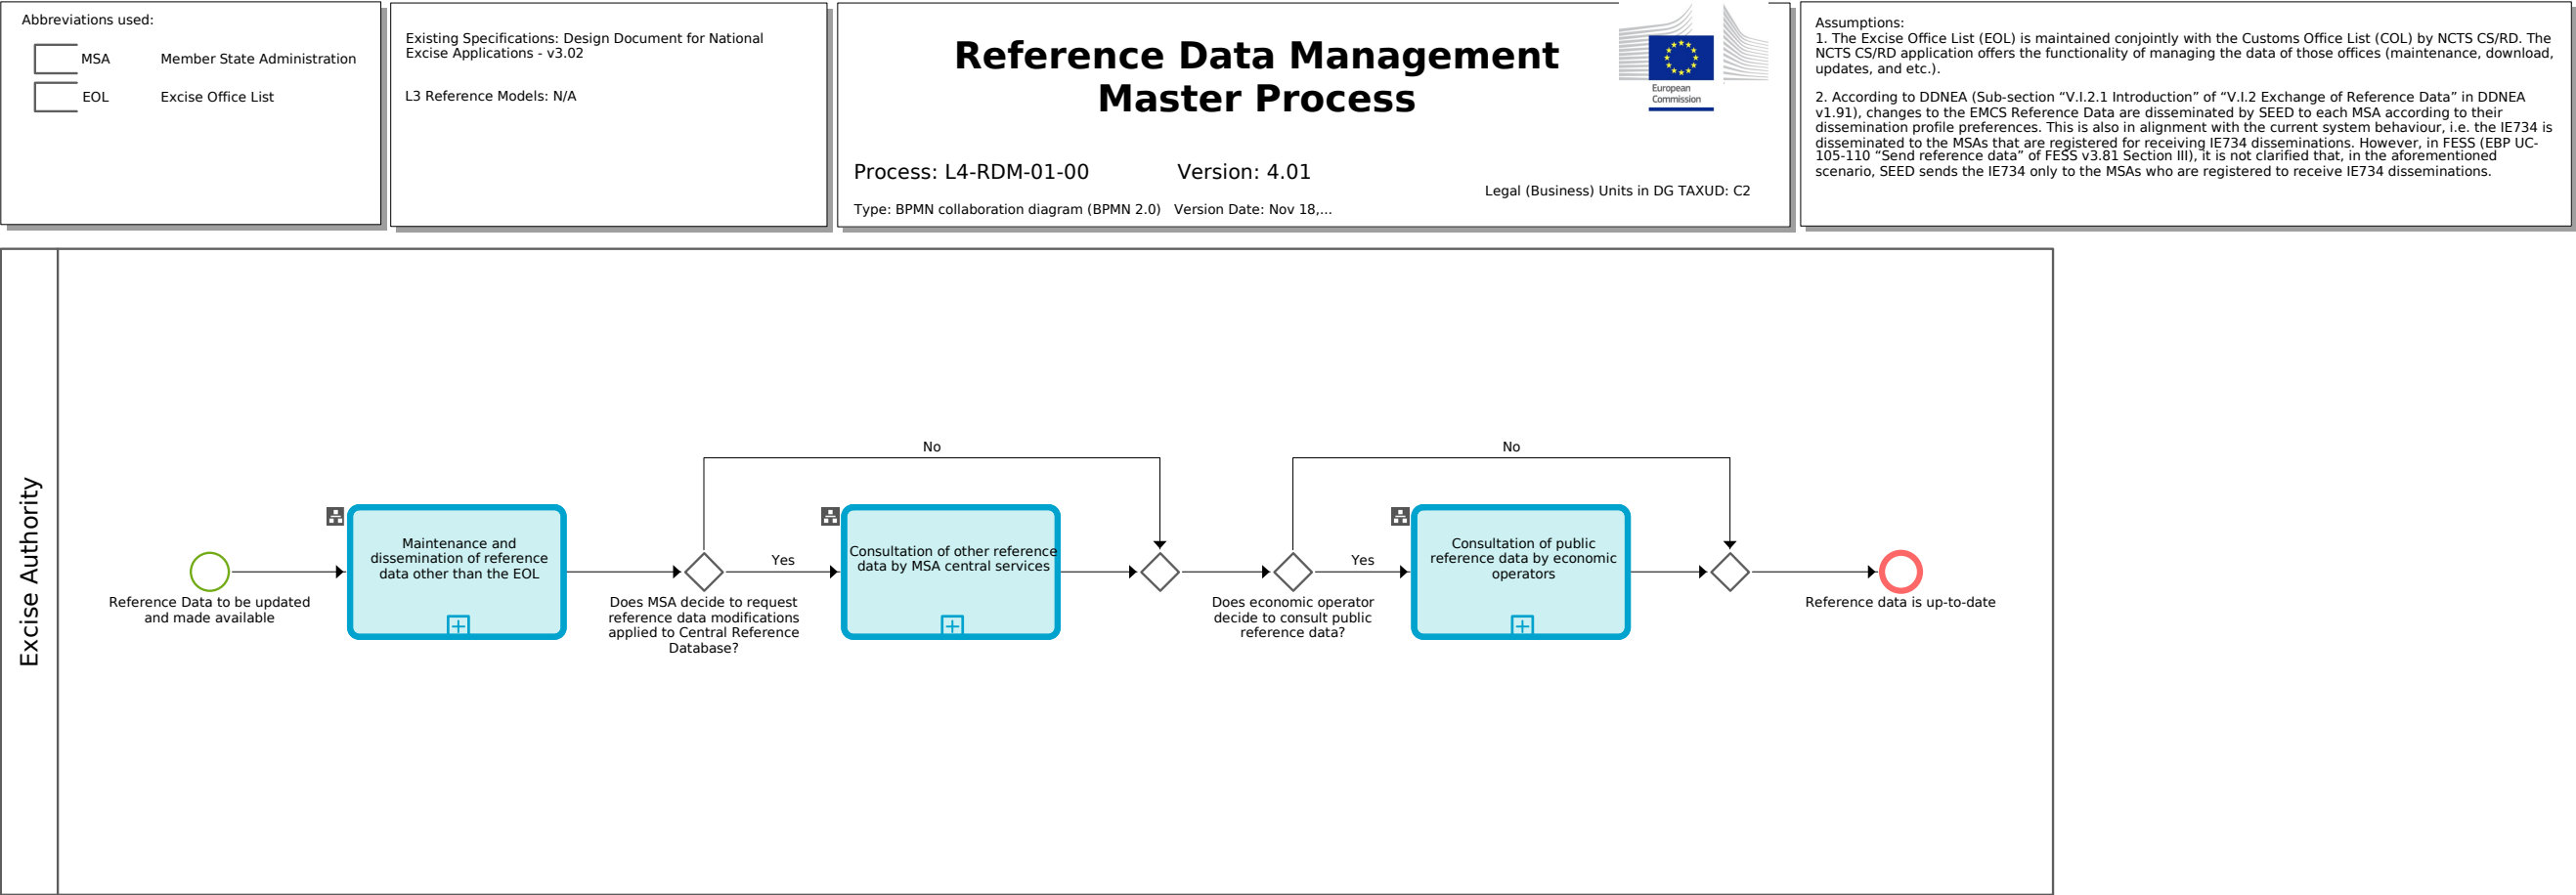 Abbreviations used:
MSA Member State Administration
EOL Excise Office List
Existing Specifications: Design Document for National
Excise Applications - v3.02
L3 Reference Models: N/A
Reference Data Management
Master Process
European
Commission
Process: L4-RDM-01-00 Version: 4.01
Legal (Business) Units in DG TAXUD: C2
Type: BPMN collaboration diagram (BPMN 2.0) Version Date: Nov 18,...
Assumptions:
1. The Excise Office List (EOL) is maintained conjointly with the Customs Office List (COL) by NCTS CS/RD. The
NCTS CS/RD application offers the functionality of managing the data of those offices (maintenance, download,
updates, and etc.).
2. According to DDNEA (Sub-section “V.I.2.1 Introduction” of “V.I.2 Exchange of Reference Data” in DDNEA
v1.91), changes to the EMCS Reference Data are disseminated by SEED to each MSA according to their
dissemination profile preferences. This is also in alignment with the current system behaviour, i.e. the IE734 is
disseminated to the MSAs that are registered for receiving IE734 disseminations. However, in FESS (EBP UC-
105-110 “Send reference data” of FESS v3.81 Section III), it is not clarified that, in the aforementioned
scenario, SEED sends the IE734 only to the MSAs who are registered to receive IE734 disseminations.
Excise Authority
Reference Data to be updated
and made available
Maintenance and
dissemination of reference
data other than the EOL
Does MSA decide to request
reference data modifications
applied to Central Reference
Database?
No
Yes
Consultation of other reference
data by MSA central services
Does economic operator
decide to consult public
reference data?
No
Yes
Consultation of public
reference data by economic
operators
Reference data is up-to-date